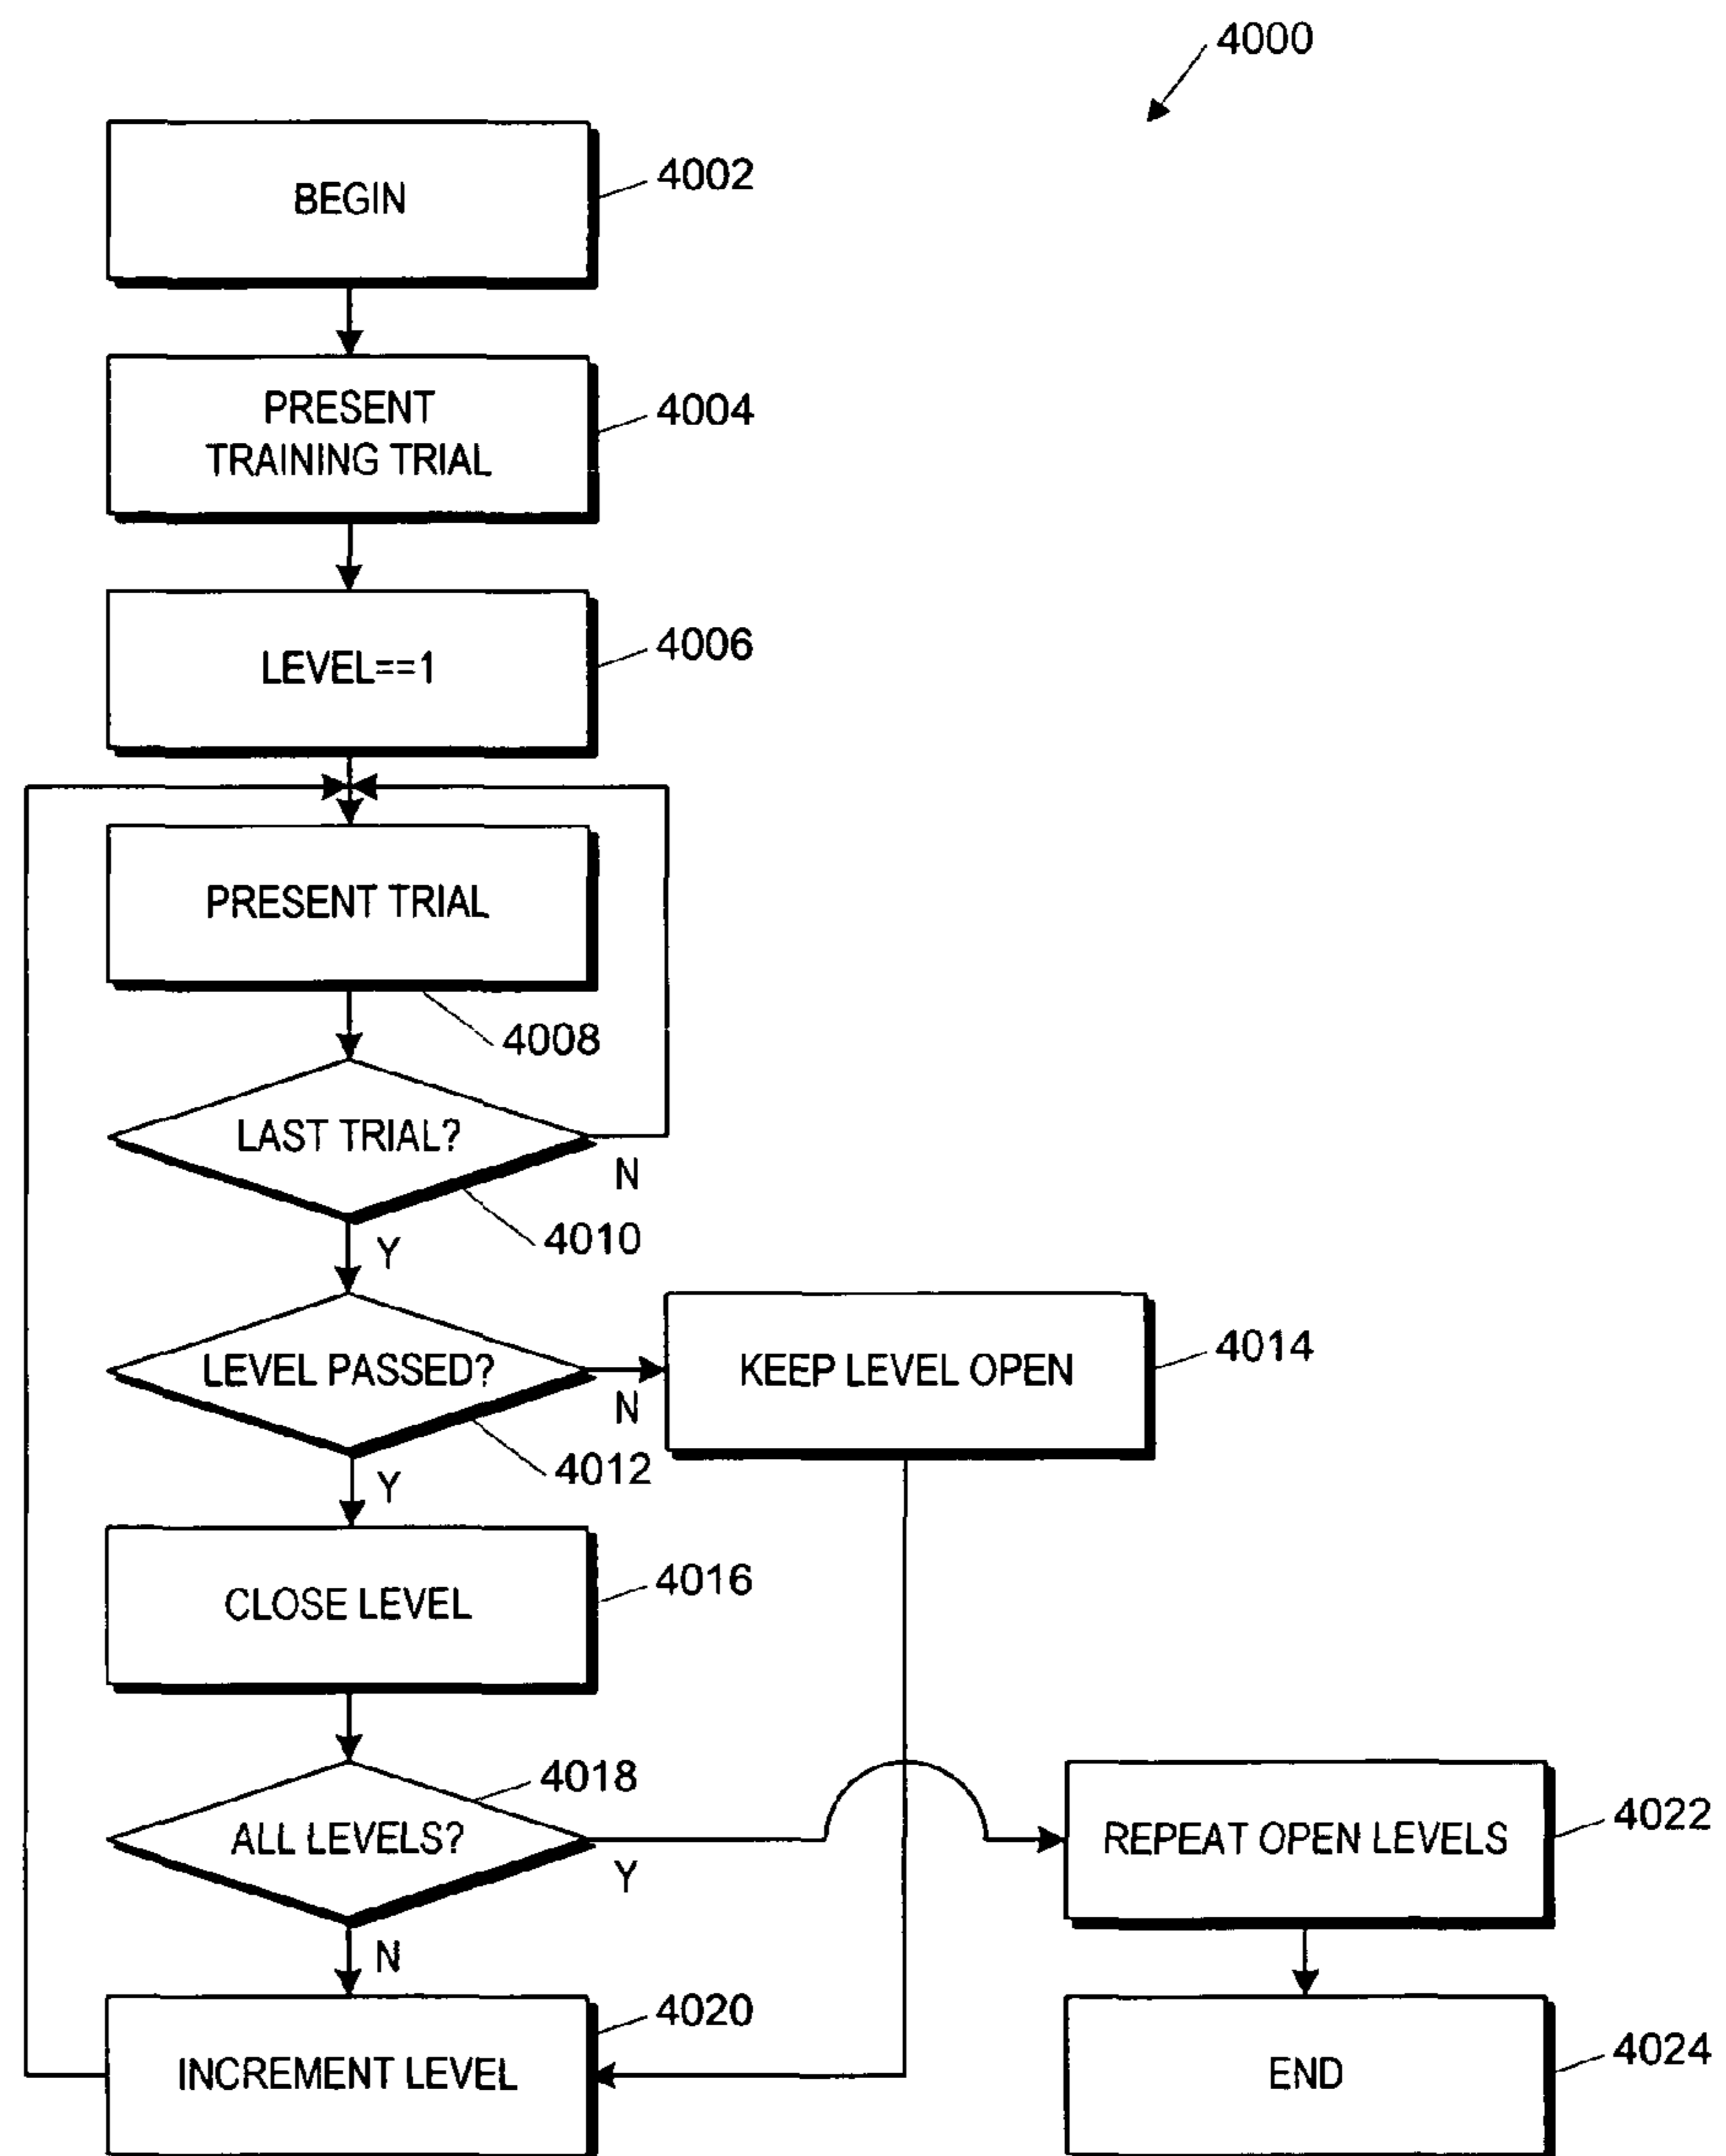 4000
BEGIN
4002
PRESENT
TRAINING TRIAL
4004
LEVEL==1
4006
PRESENT TRIAL
4008
LAST TRIAL?
N
4010
Y
LEVEL PASSED?
N
4012
Y
KEEP LEVEL OPEN
4014
CLOSE LEVEL
4016
4018
ALL LEVELS?
Y
N
REPEAT OPEN LEVELS
4022
INCREMENT LEVEL
4020
END
4024